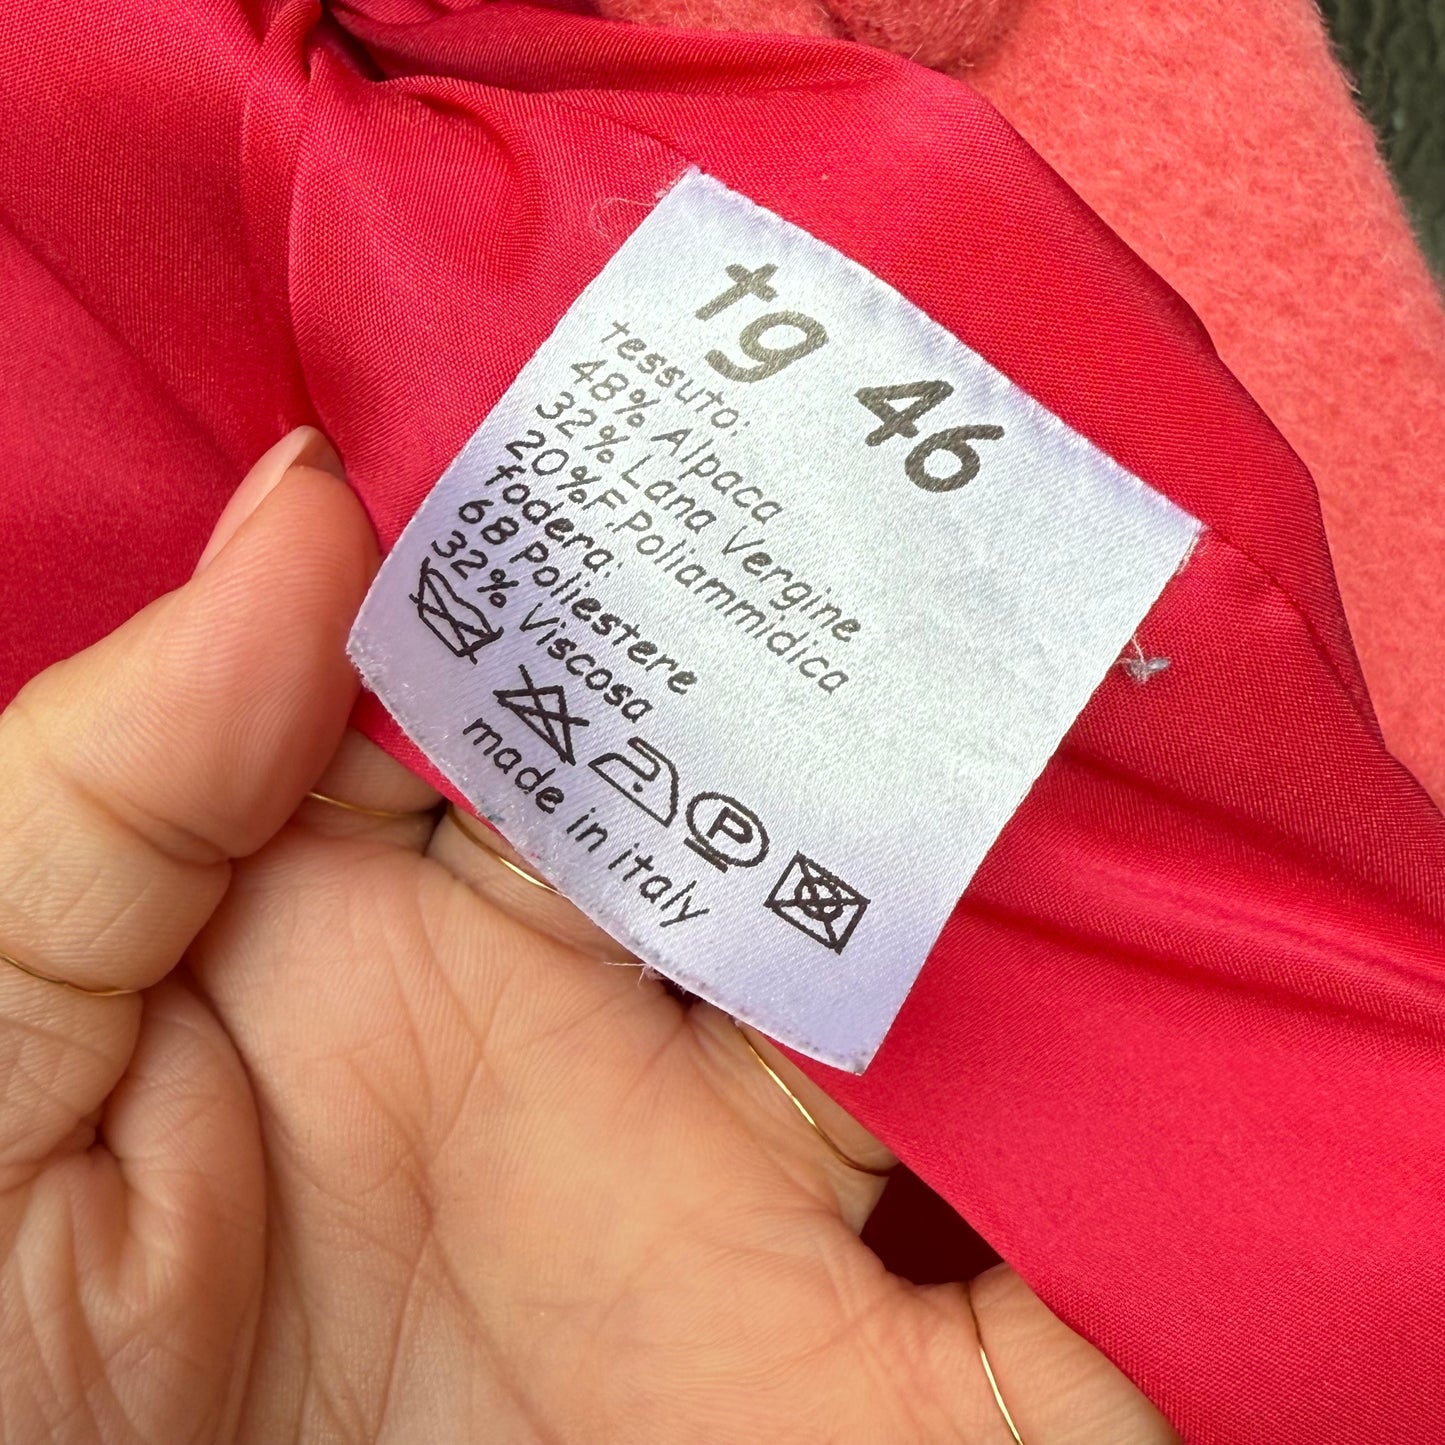 tg 46
tessuto:
48% Alpaca
32% Lana Vergine
20%F.Poliammidica
fodera:
68 Poliestere
32% Viscosa
P
made in italy